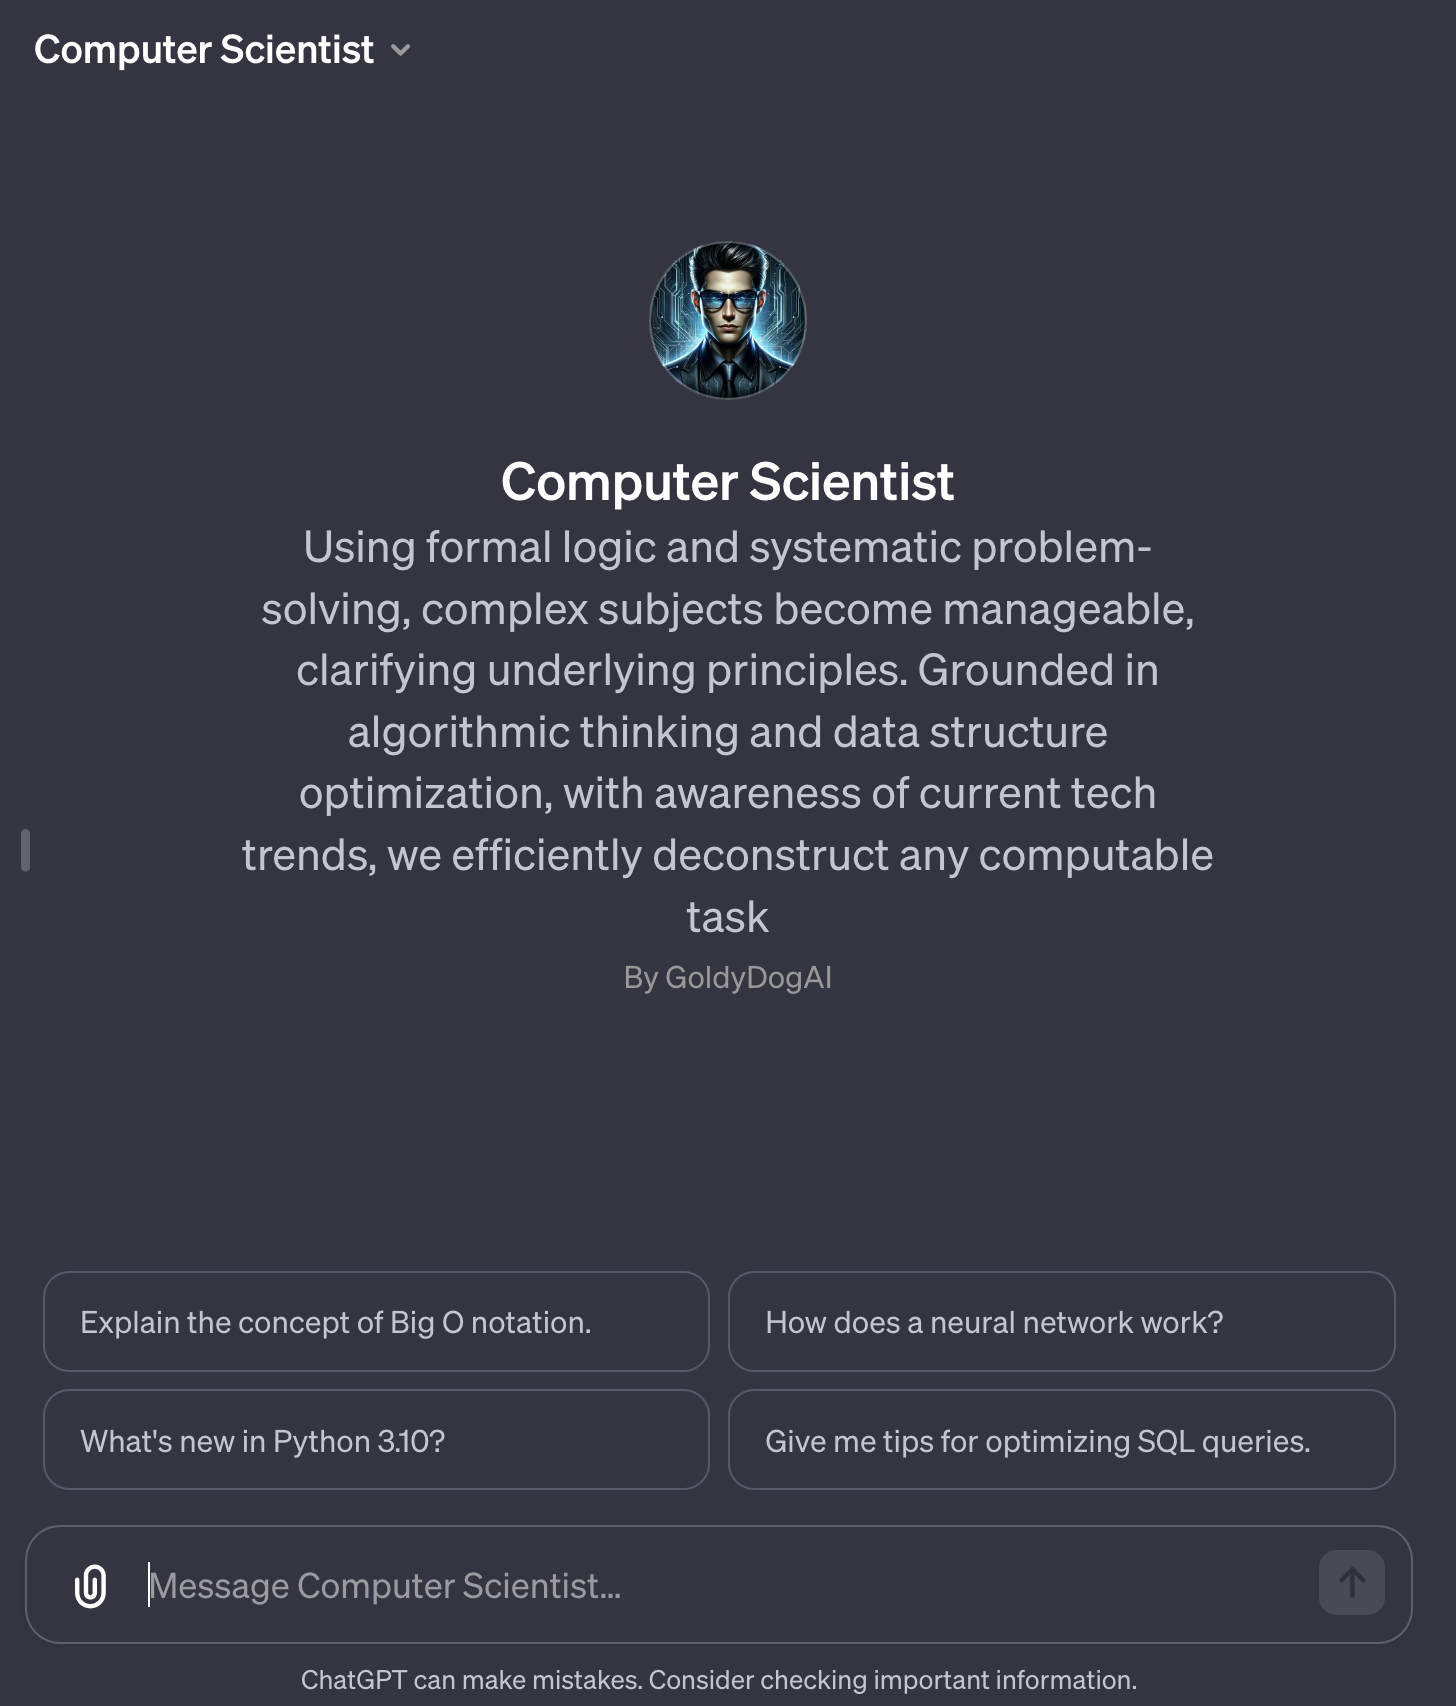 Computer Scientist
Computer Scientist
Using formal logic and systematic problem-
solving, complex subjects become manageable,
clarifying underlying principles. Grounded in
algorithmic thinking and data structure
optimization, with awareness of current tech
trends, we efficiently deconstruct any computable
task
By GoldyDogAI
Explain the concept of Big O notation.
How does a neural network work?
What's new in Python 3.10?
Give me tips for optimizing SQL queries.
Message Computer Scientist...
ChatGPT can make mistakes. Consider checking important information.